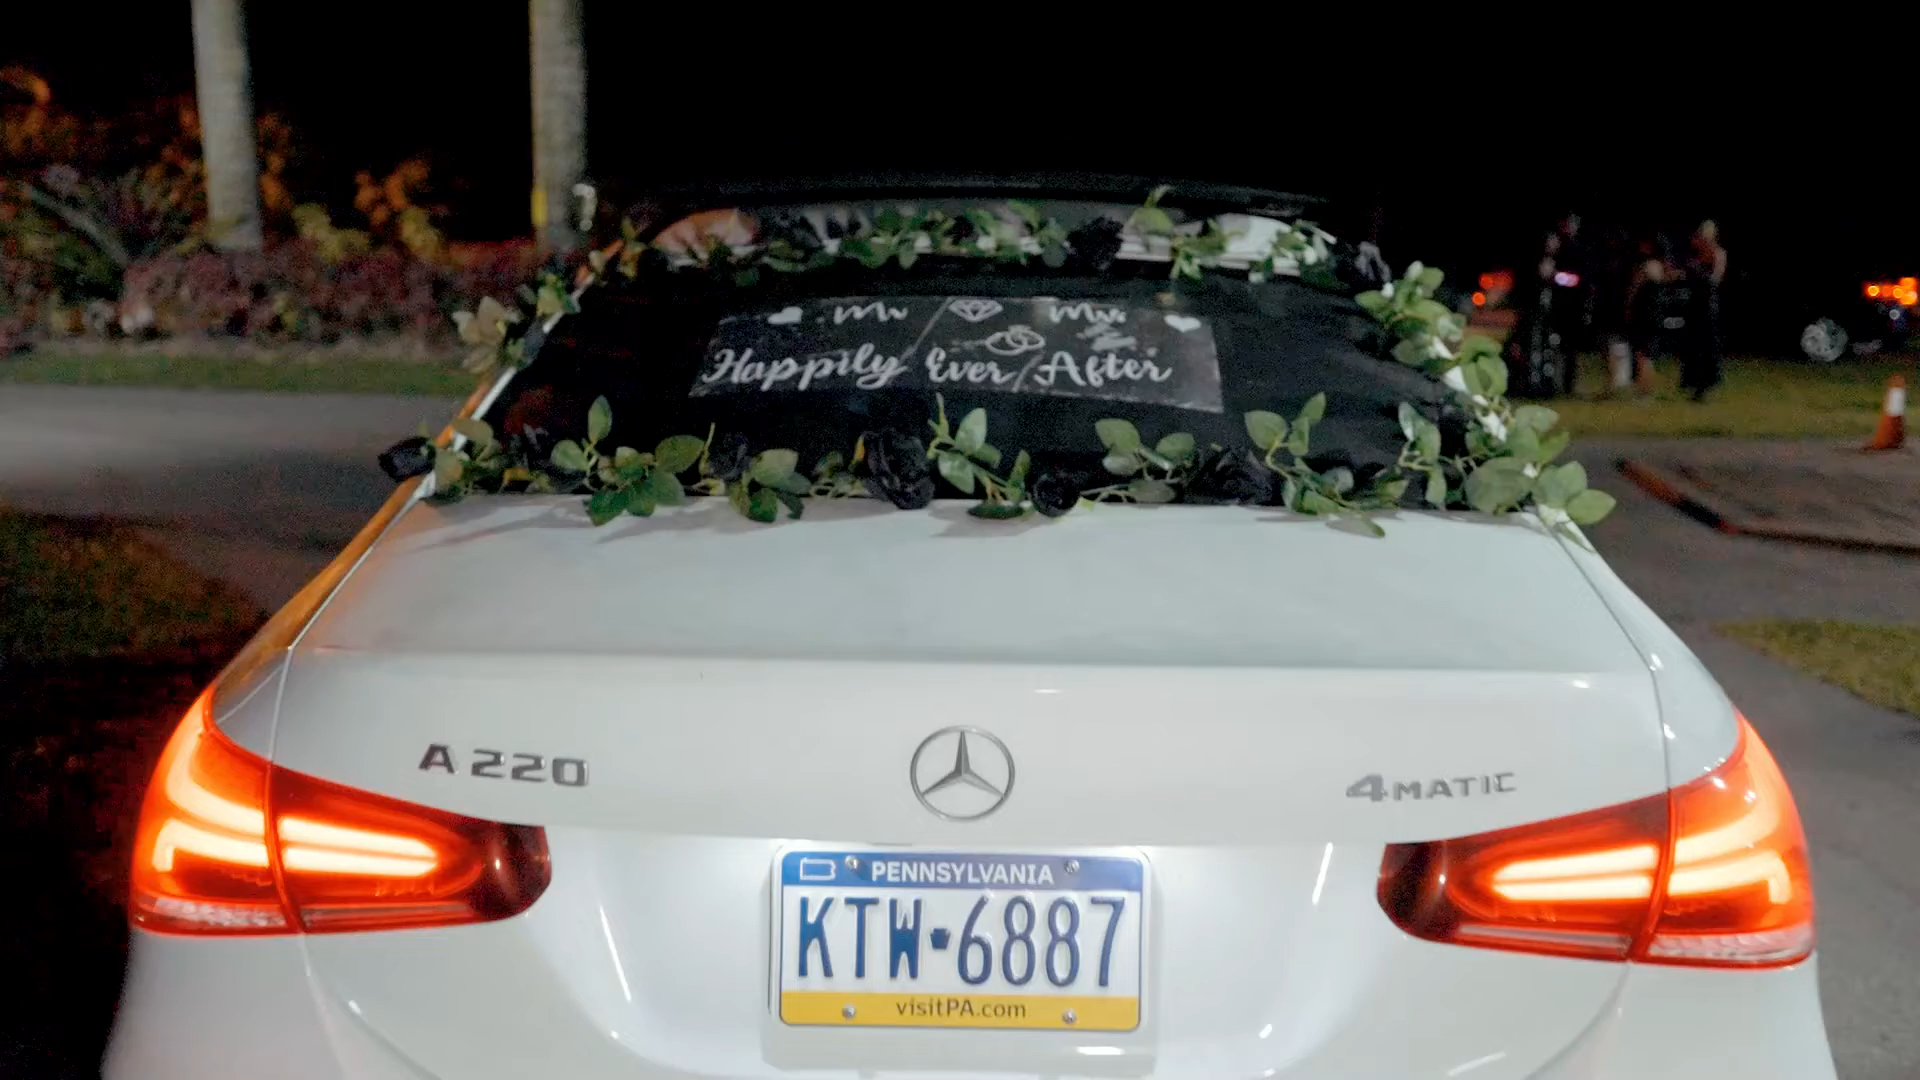 Mr Mrs
Happily Ever After
A 220
4MATIC
PENNSYLVANIA
KTW-6887
visitPA.com